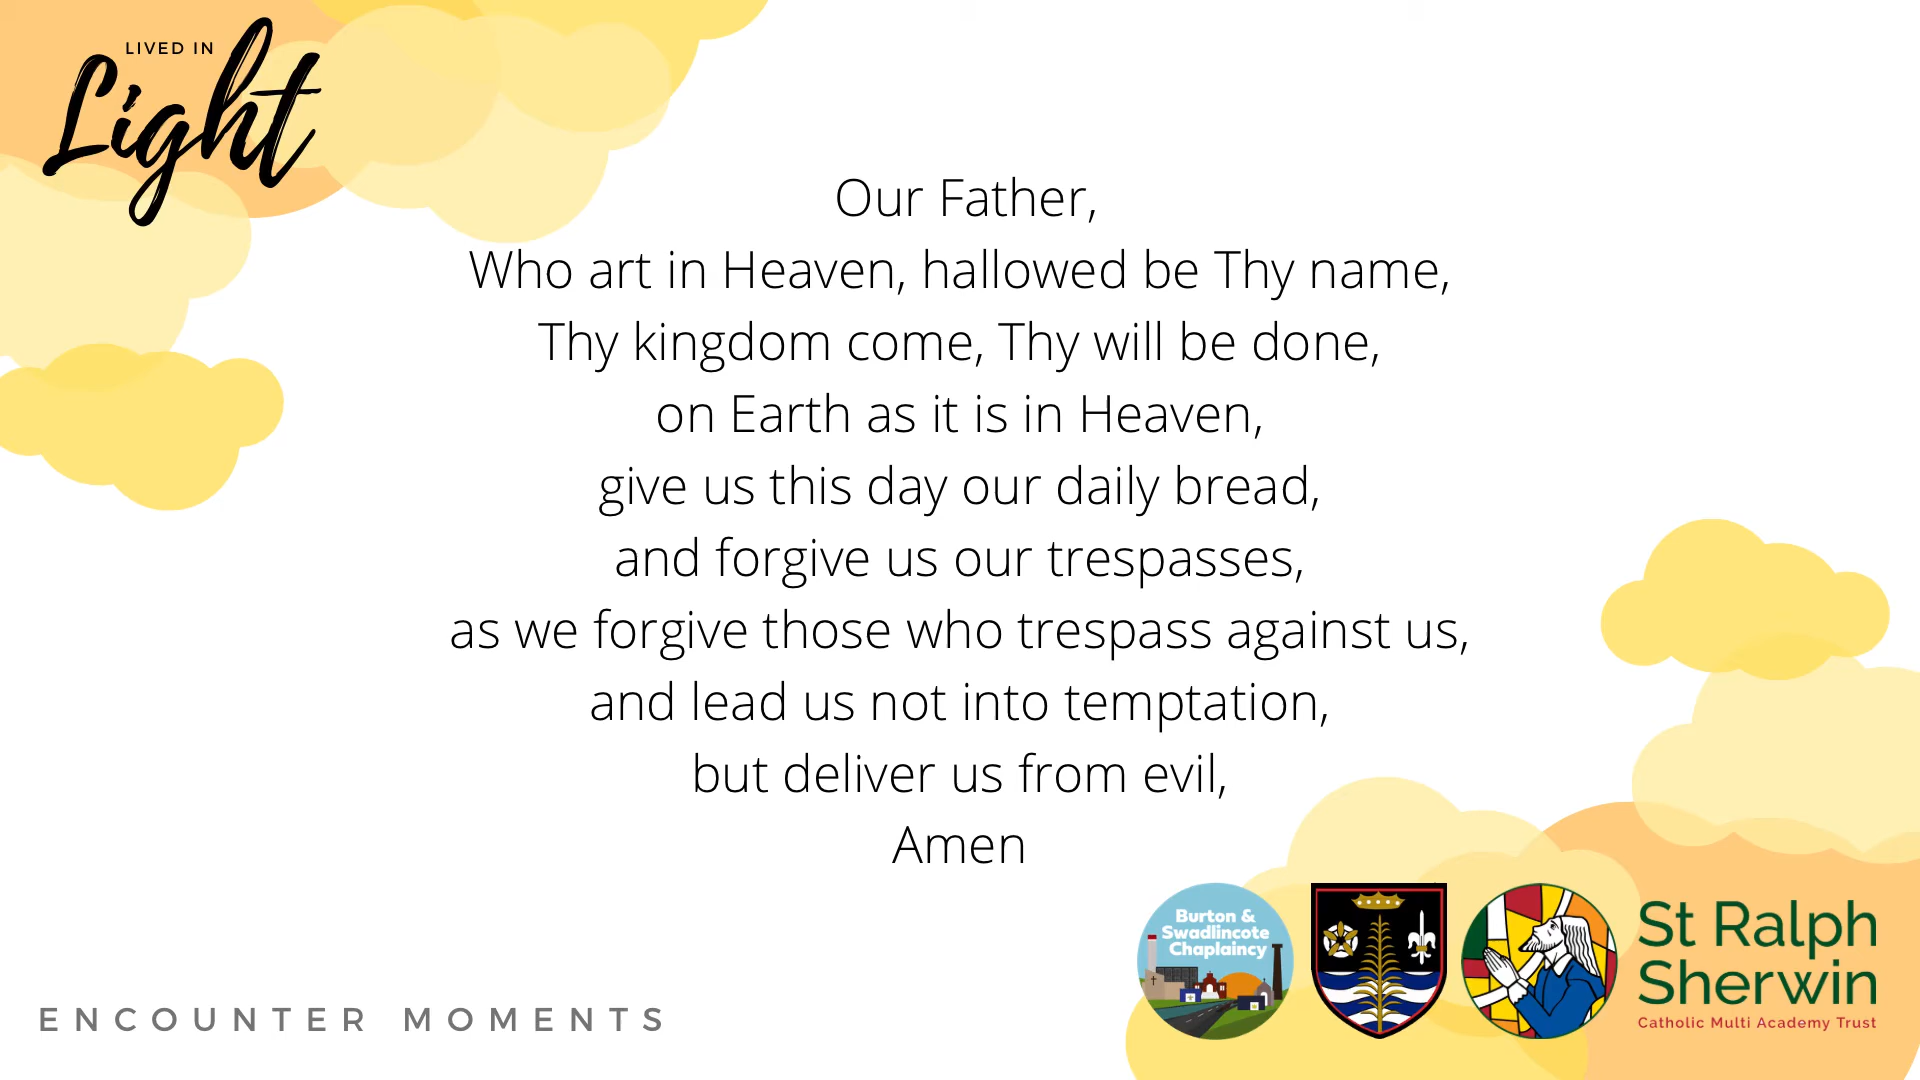 LIVED IN
Light
Our Father,
Who art in Heaven, hallowed be Thy name,
Thy kingdom come, Thy will be done,
on Earth as it is in Heaven,
give us this day our daily bread,
and forgive us our trespasses,
as we forgive those who trespass against us,
and lead us not into temptation,
but deliver us from evil,
Amen
Burton &
Swadlincote
Chaplaincy
St Ralph
Sherwin
Catholic Multi Academy Trust
ENCOUNTER MOMENTS